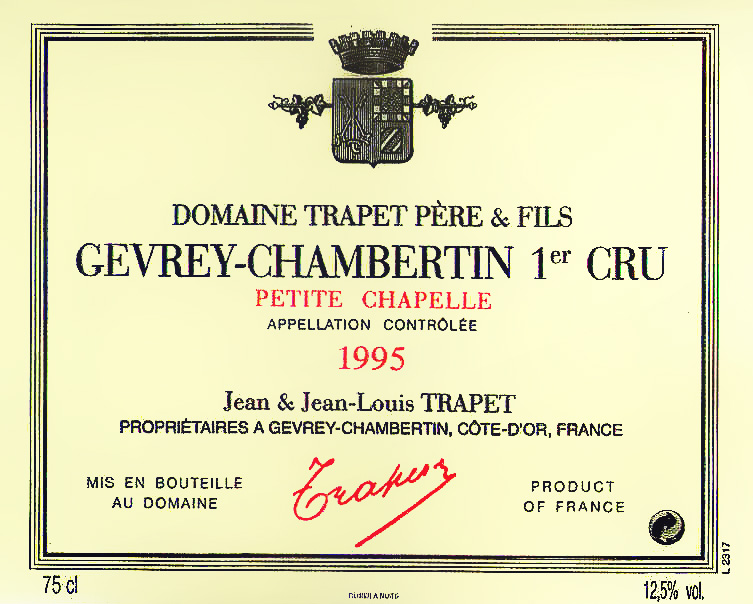 DOMAINE TRAPET PÈRE & FILS
GEVREY-CHAMBERTIN 1er CRU
PETITE CHAPELLE
APPELLATION CONTRÔLÉE
1995
Jean & Jean-Louis TRAPET
PROPRIÉTAIRES A GEVREY-CHAMBERTIN, CÔTE-D'OR, FRANCE
MIS EN BOUTEILLE
AU DOMAINE
Trapet
PRODUCT
OF FRANCE
L 2317
75 cl
12,5% vol.